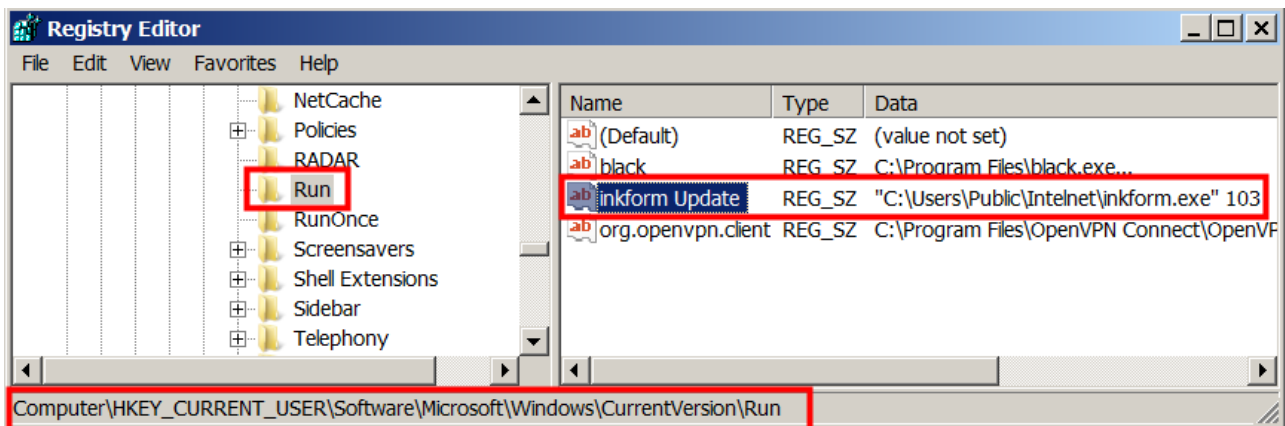 Registry Editor
File Edit View Favorites Help
NetCache
Policies
RADAR
Run
RunOnce
Screensavers
Shell Extensions
Sidebar
Telephony
Name Type Data
(Default) REG_SZ (value not set)
black REG_SZ C:\Program Files\black.exe...
inkform Update REG_SZ "C:\Users\Public\Intelnet\inkform.exe" 103
org.openvpn.client REG_SZ C:\Program Files\OpenVPN Connect\OpenVP
Computer\HKEY_CURRENT_USER\Software\Microsoft\Windows\CurrentVersion\Run